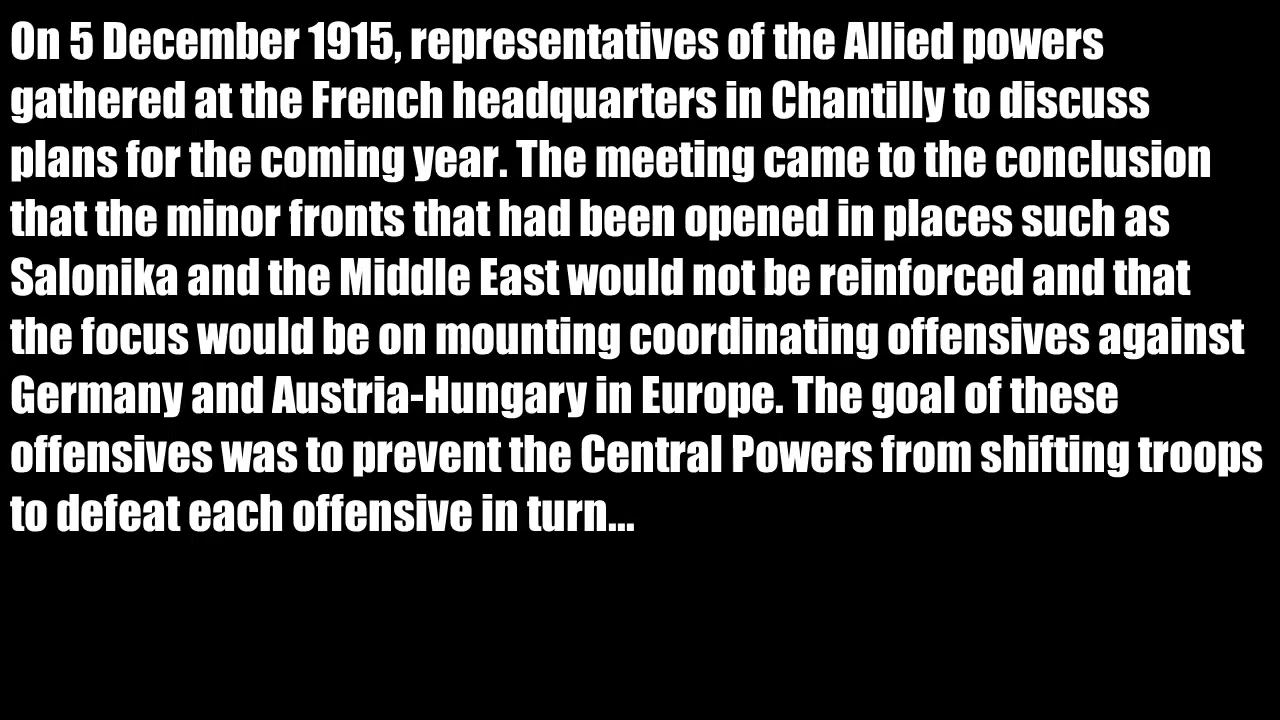 On 5 December 1915, representatives of the Allied powers
gathered at the French headquarters in Chantilly to discuss
plans for the coming year. The meeting came to the conclusion
that the minor fronts that had been opened in places such as
Salonika and the Middle East would not be reinforced and that
the focus would be on mounting coordinating offensives against
Germany and Austria-Hungary in Europe. The goal of these
offensives was to prevent the Central Powers from shifting troops
to defeat each offensive in turn...